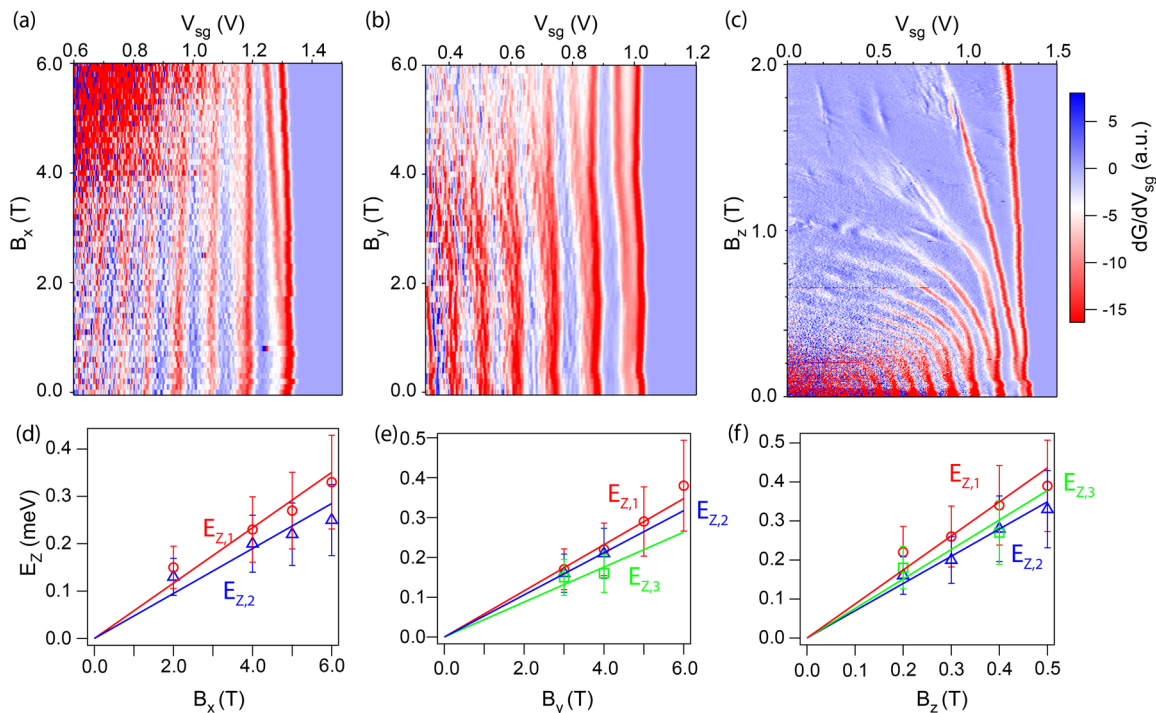 (a) V_sg (V) (b) V_sg (V) (c) V_sg (V)
0.6 0.8 1.0 1.2 1.4
0.4 0.6 0.8 1.0 1.2
0.0 0.5 1.0 1.5
B_x (T)
6.0
4.0
2.0
0.0
B_y (T)
6.0
4.0
2.0
0.0
B_z (T)
2.0
1.0
0.0
5
0
-5
-10
-15
dG/dV_sg (a.u.)
(d)
E_Z (meV)
0.4
0.3
0.2
0.1
0.0
E_Z,1
E_Z,2
0.0 2.0 4.0 6.0
B_x (T)
(e)
0.5
0.4
0.3
0.2
0.1
0.0
E_Z,1
E_Z,2
E_Z,3
0.0 1.0 2.0 3.0 4.0 5.0 6.0
B_y (T)
(f)
0.5
0.4
0.3
0.2
0.1
0.0
E_Z,1
E_Z,3
E_Z,2
0.0 0.1 0.2 0.3 0.4 0.5
B_z (T)